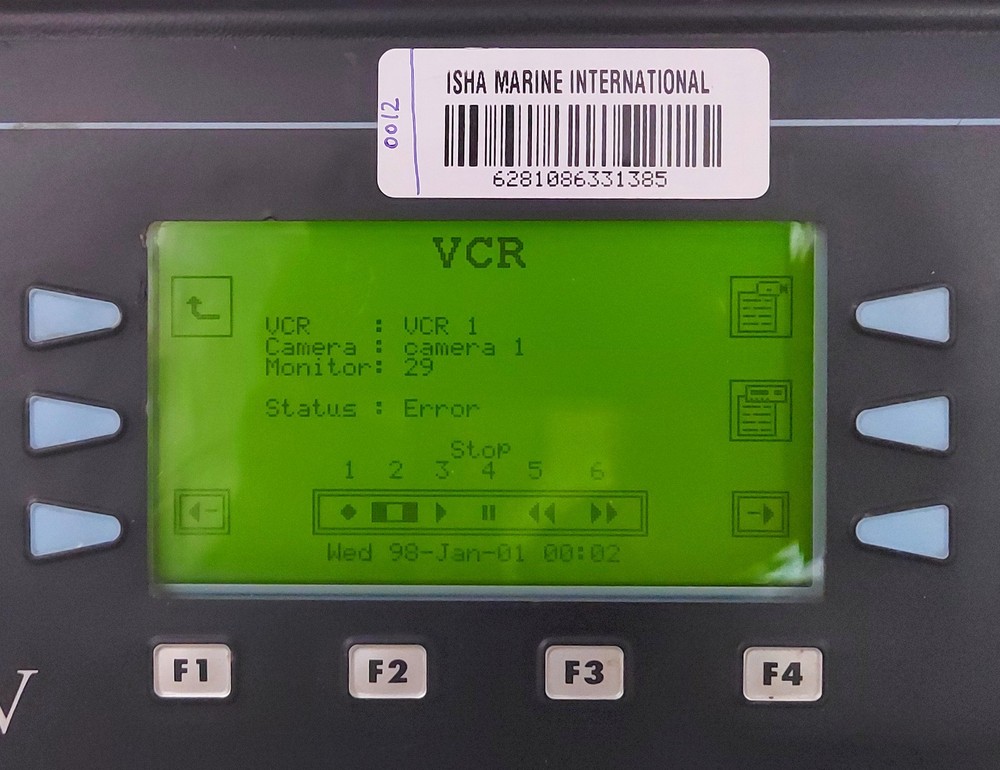 ISHA MARINE INTERNATIONAL
0012
6281086331385
VCR
VCR : VCR 1
Camera : camera 1
Monitor: 29
Status : Error
Stop
1 2 3 4 5 6
Wed 98-Jan-01 00:02
F1 F2 F3 F4